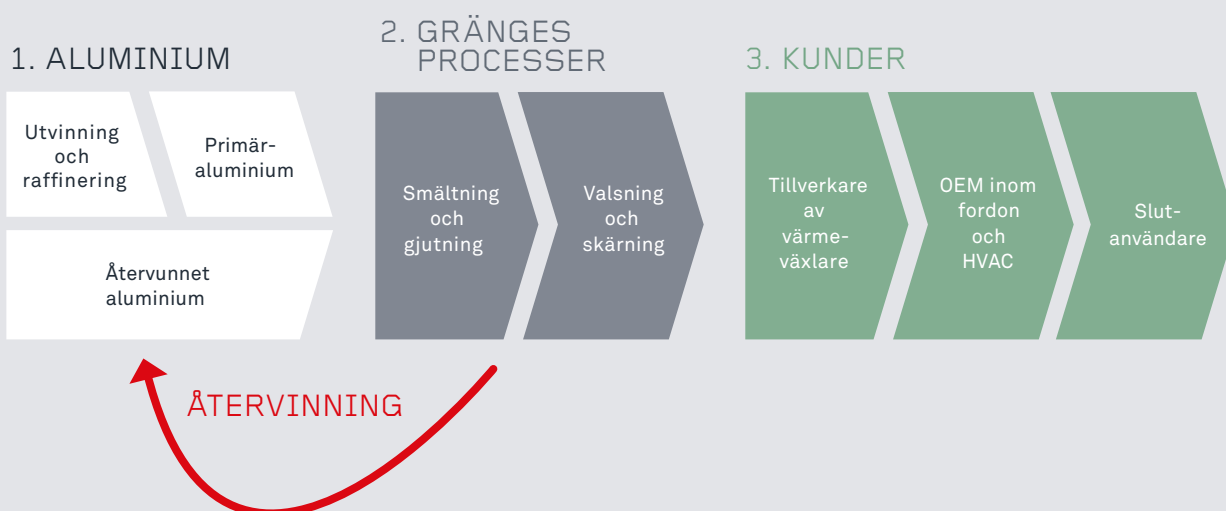 1. ALUMINIUM
Utvinning
och
raffinering
Primär-
aluminium
Återvunnet
aluminium
2. GRÄNGES
PROCESSER
Smältning
och
gjutning
Valsning
och
skärning
3. KUNDER
Tillverkare
av
värme-
växlare
OEM inom
fordon
och
HVAC
Slut-
användare
ÅTERVINNING